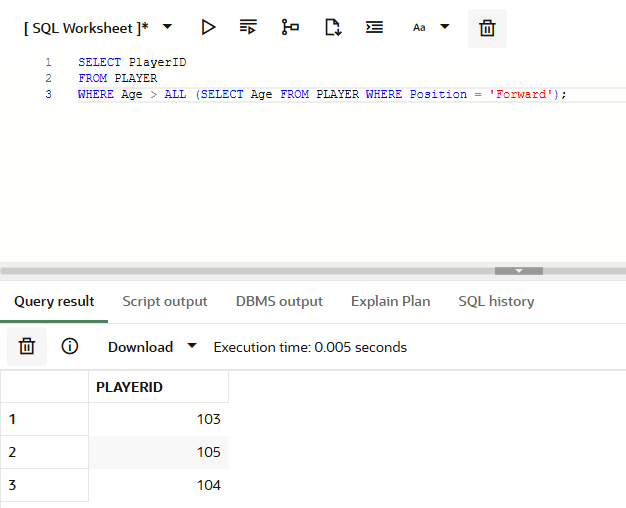 [ SQL Worksheet ]* Aa
1 SELECT PlayerID
2 FROM PLAYER
3 WHERE Age > ALL (SELECT Age FROM PLAYER WHERE Position = 'Forward');
Query result Script output DBMS output Explain Plan SQL history
Download Execution time: 0.005 seconds
PLAYERID
1 103
2 105
3 104